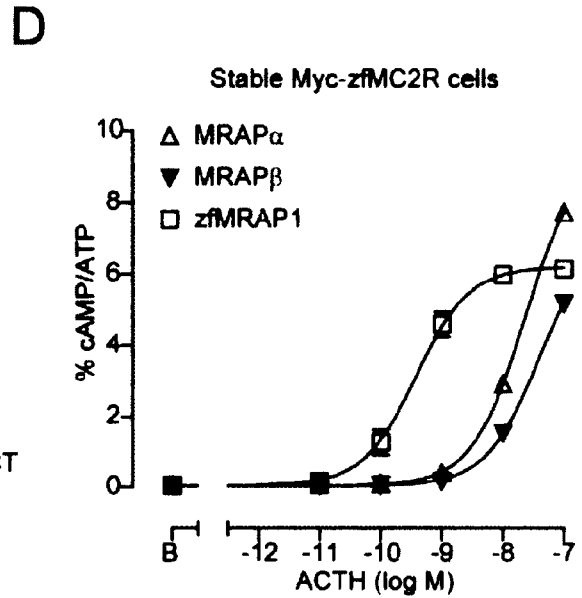 D
Stable Myc-zfMC2R cells
MRAPα
MRAPβ
zfMRAP1
% cAMP/ATP
10
8
6
4
2
0
B -12 -11 -10 -9 -8 -7
ACTH (log M)